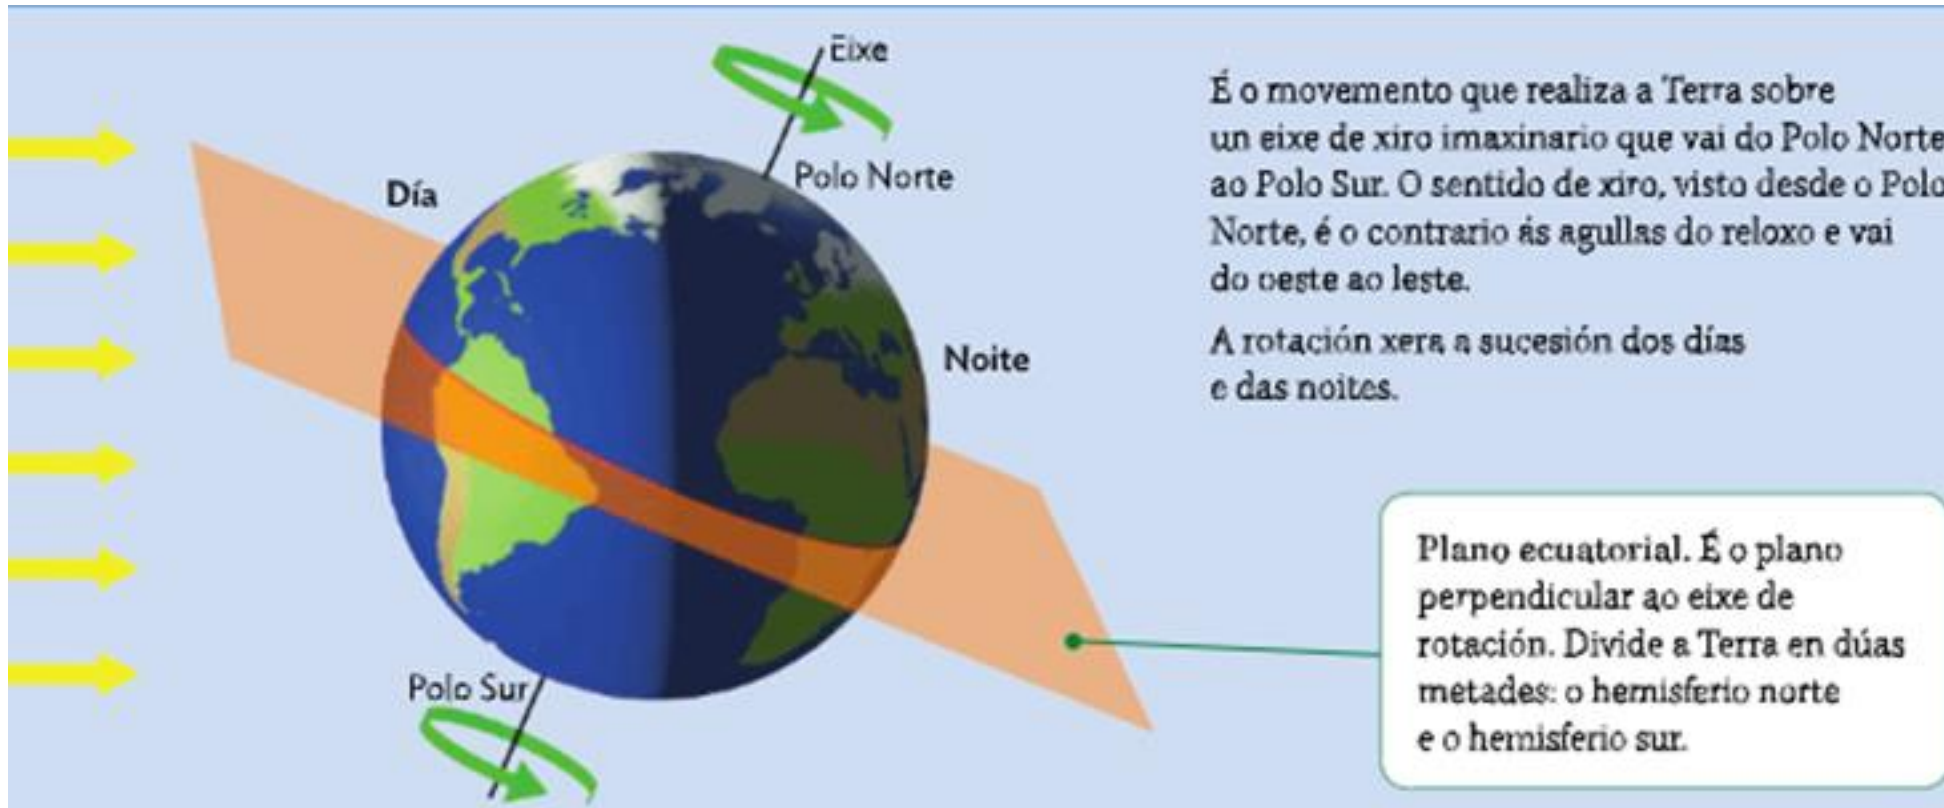 Eixe
Polo Norte
Día
Noite
Polo Sur
É o movemento que realiza a Terra sobre
un eixe de xiro imaxinario que vai do Polo Norte
ao Polo Sur. O sentido de xiro, visto desde o Polo
Norte, é o contrario ás agullas do reloxo e vai
do oeste ao leste.
A rotación xera a sucesión dos días
e das noites.
Plano ecuatorial. É o plano
perpendicular ao eixe de
rotación. Divide a Terra en dúas
metades: o hemisferio norte
e o hemisferio sur.